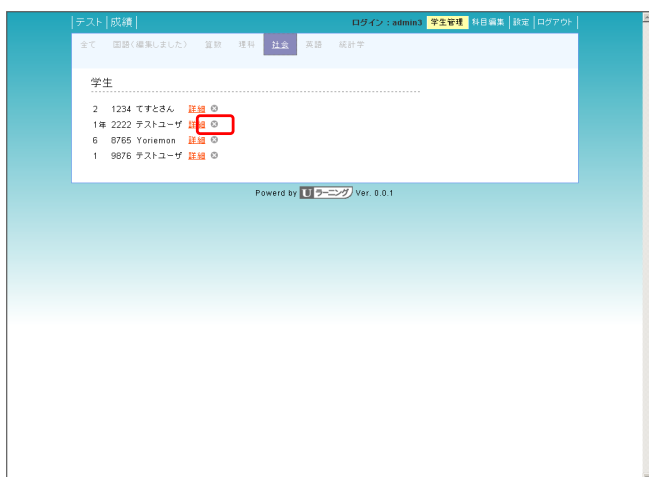 テスト 成績 ログイン：admin3 学生管理 科目編集 設定 ログアウト
全て 国語(編集しました) 算数 理科 社会 英語 統計学
学生
2 1234 てすとさん 詳細
1年 2222 テストユーザ 詳細
6 8765 Yoriemon 詳細
1 9876 テストユーザ 詳細
Powerd by U ラーニング Ver. 0.0.1